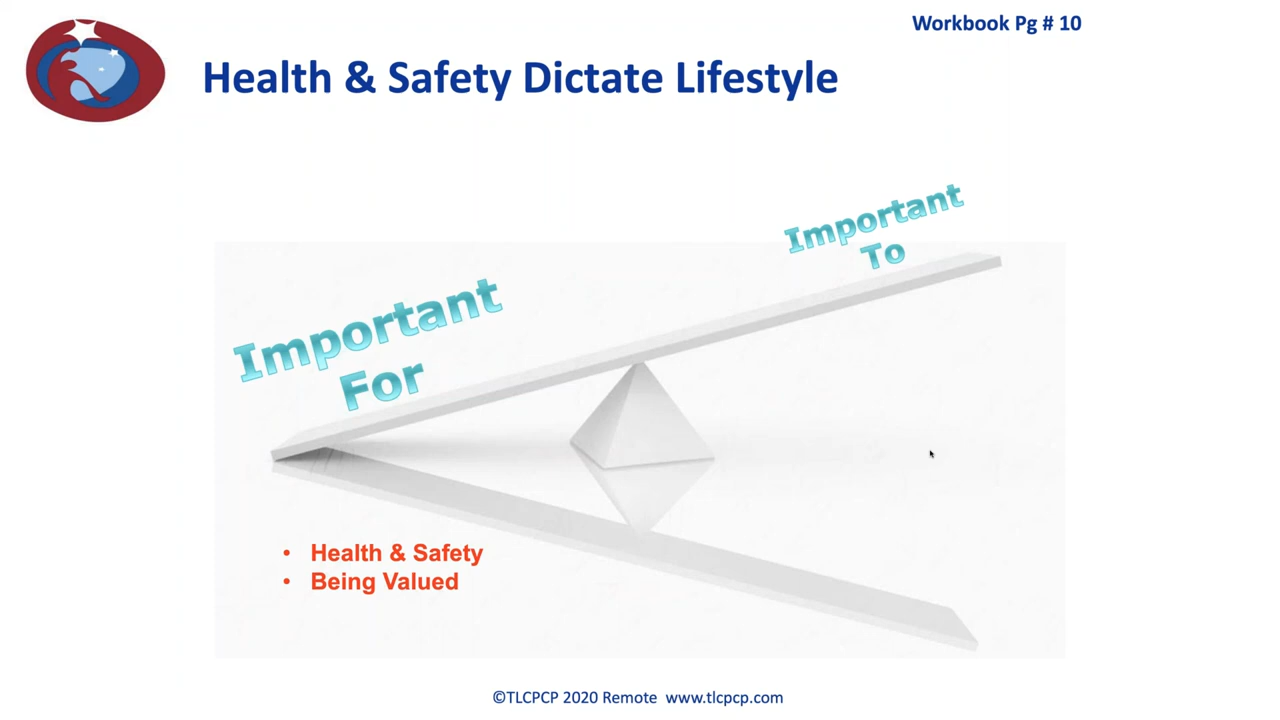 Workbook Pg # 10
Health & Safety Dictate Lifestyle
Important
To
Important
For
• Health & Safety
• Being Valued
©TLCPCP 2020 Remote www.tlcpcp.com